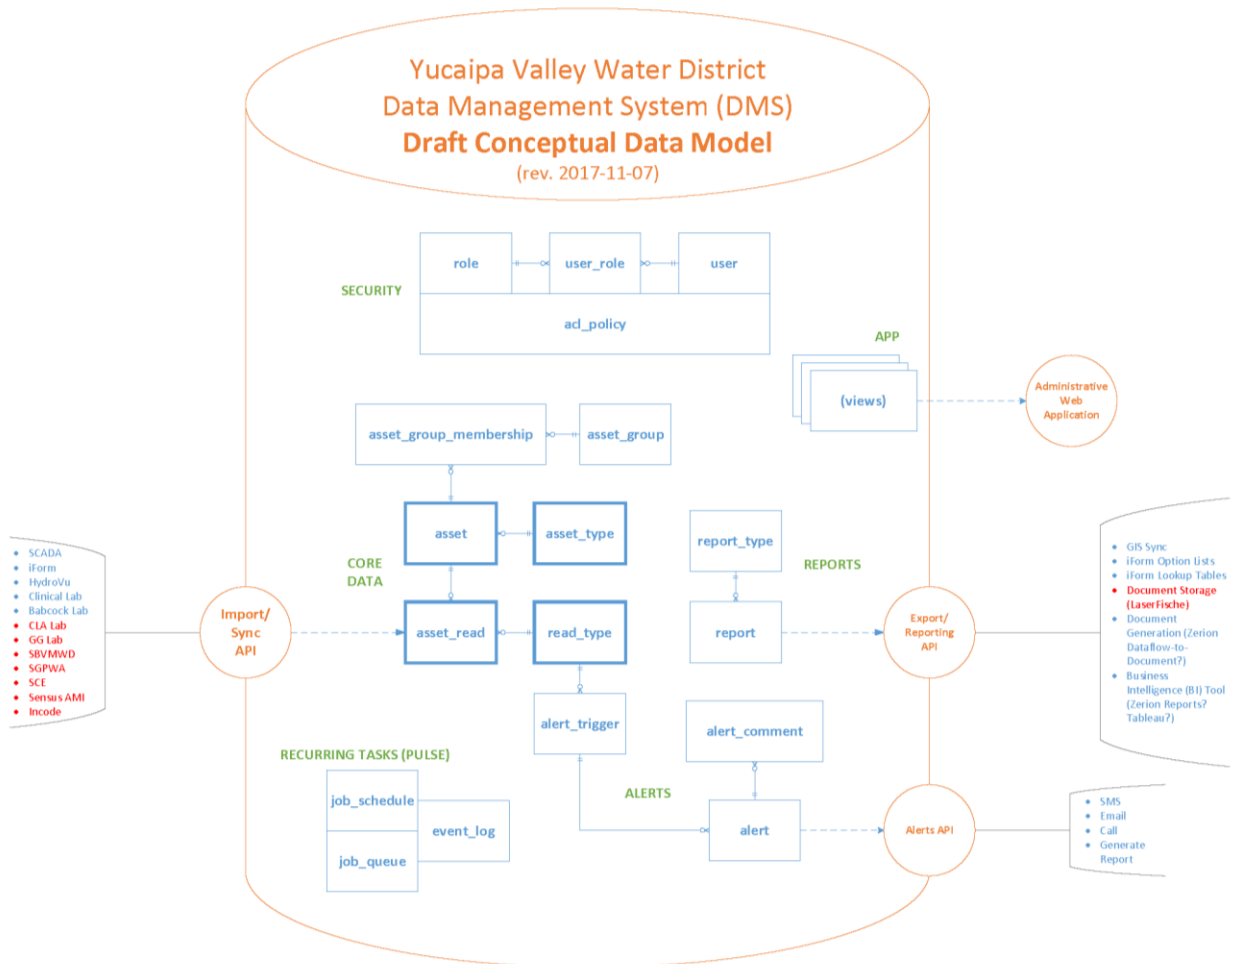 Yucaipa Valley Water District
Data Management System (DMS)
Draft Conceptual Data Model
(rev. 2017-11-07)
role
user_role
user
SECURITY
acl_policy
APP
(views)
Administrative
Web
Application
asset_group_membership
asset_group
asset
asset_type
CORE
DATA
report_type
REPORTS
• SCADA
• iForm
• HydroVu
• Clinical Lab
• Babcock Lab
• CLA Lab
• GG Lab
• SBVMWD
• SGPWA
• SCE
• Sensus AMI
• Incode
Import/
Sync
API
asset_read
read_type
report
Export/
Reporting
API
• GIS Sync
• iForm Option Lists
• iForm Lookup Tables
• Document Storage
(LaserFische)
• Document
Generation (Zerion
Dataflow-to-
Document?)
• Business
Intelligence (BI) Tool
(Zerion Reports?
Tableau?)
alert_trigger
alert_comment
RECURRING TASKS (PULSE)
job_schedule
event_log
job_queue
ALERTS
alert
Alerts API
• SMS
• Email
• Call
• Generate
Report